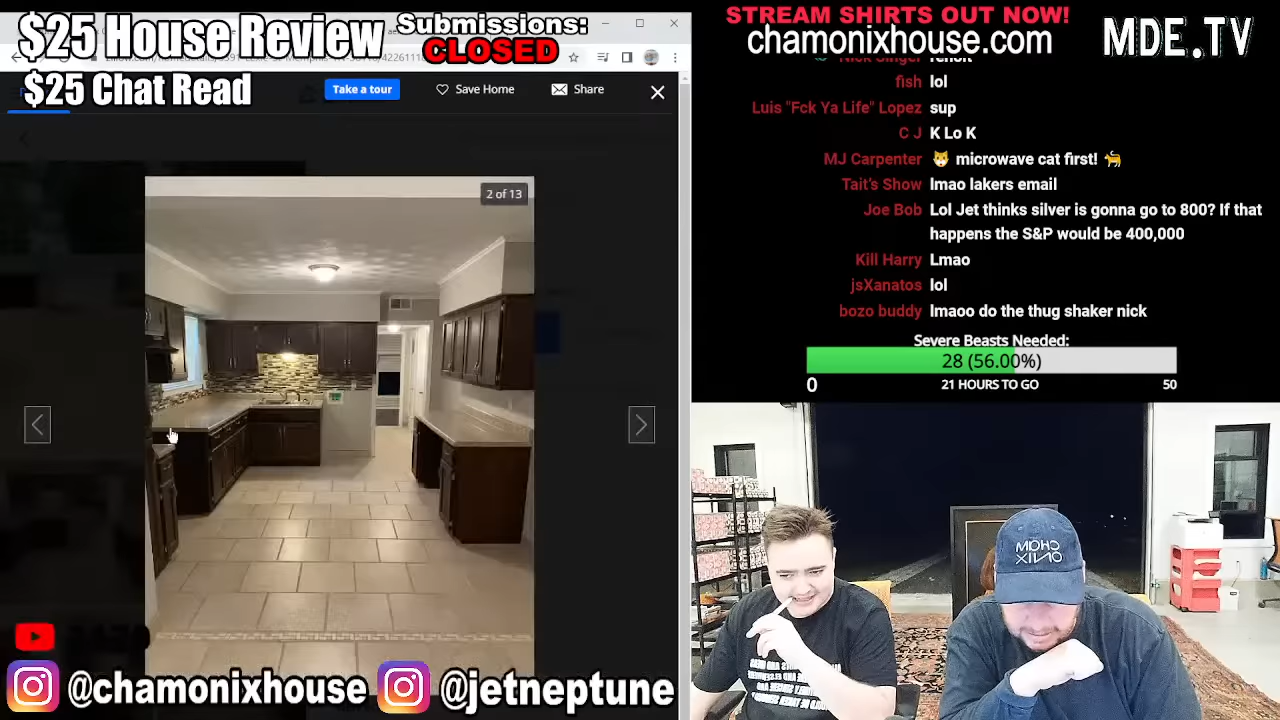 $25 House Review
Submissions:
CLOSED
$25 Chat Read
Take a tour
Save Home
Share
2 of 13
@chamonixhouse
@jetneptune
STREAM SHIRTS OUT NOW!
chamonixhouse.com
MDE.TV
Nick Singer
fish lol
Luis "Fck Ya Life" Lopez sup
C J K Lo K
MJ Carpenter 🐱 microwave cat first! 🐈
Tait's Show lmao lakers email
Joe Bob Lol Jet thinks silver is gonna go to 800? If that
happens the S&P would be 400,000
Kill Harry Lmao
jsXanatos lol
bozo buddy lmaoo do the thug shaker nick
Severe Beasts Needed:
28 (56.00%)
0 21 HOURS TO GO 50
CHAM
ONIX